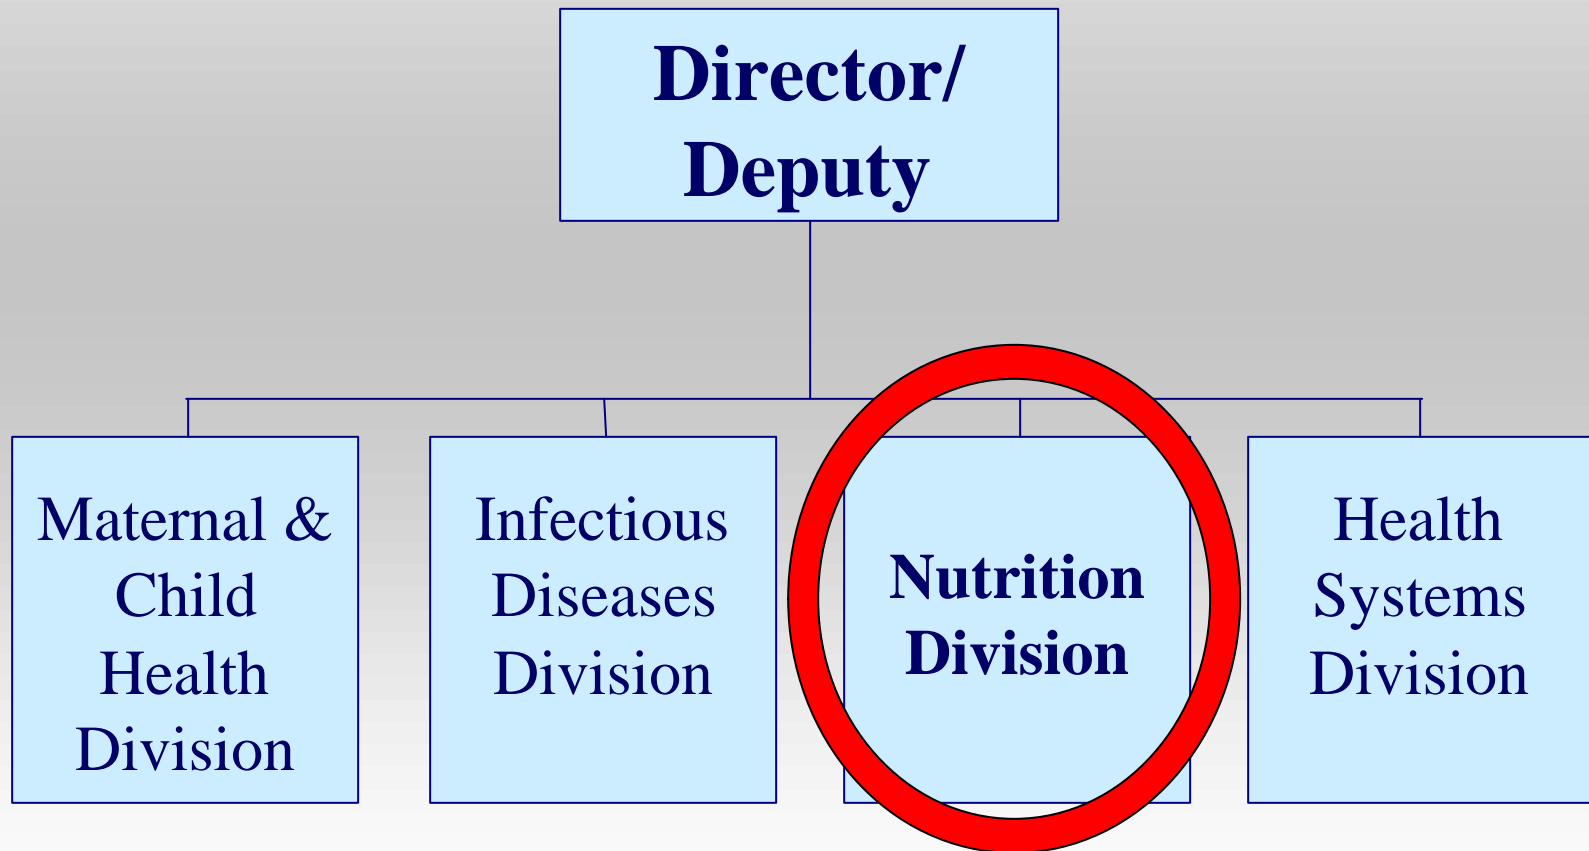 Director/
Deputy
Maternal &
Child
Health
Division
Infectious
Diseases
Division
Nutrition
Division
Health
Systems
Division